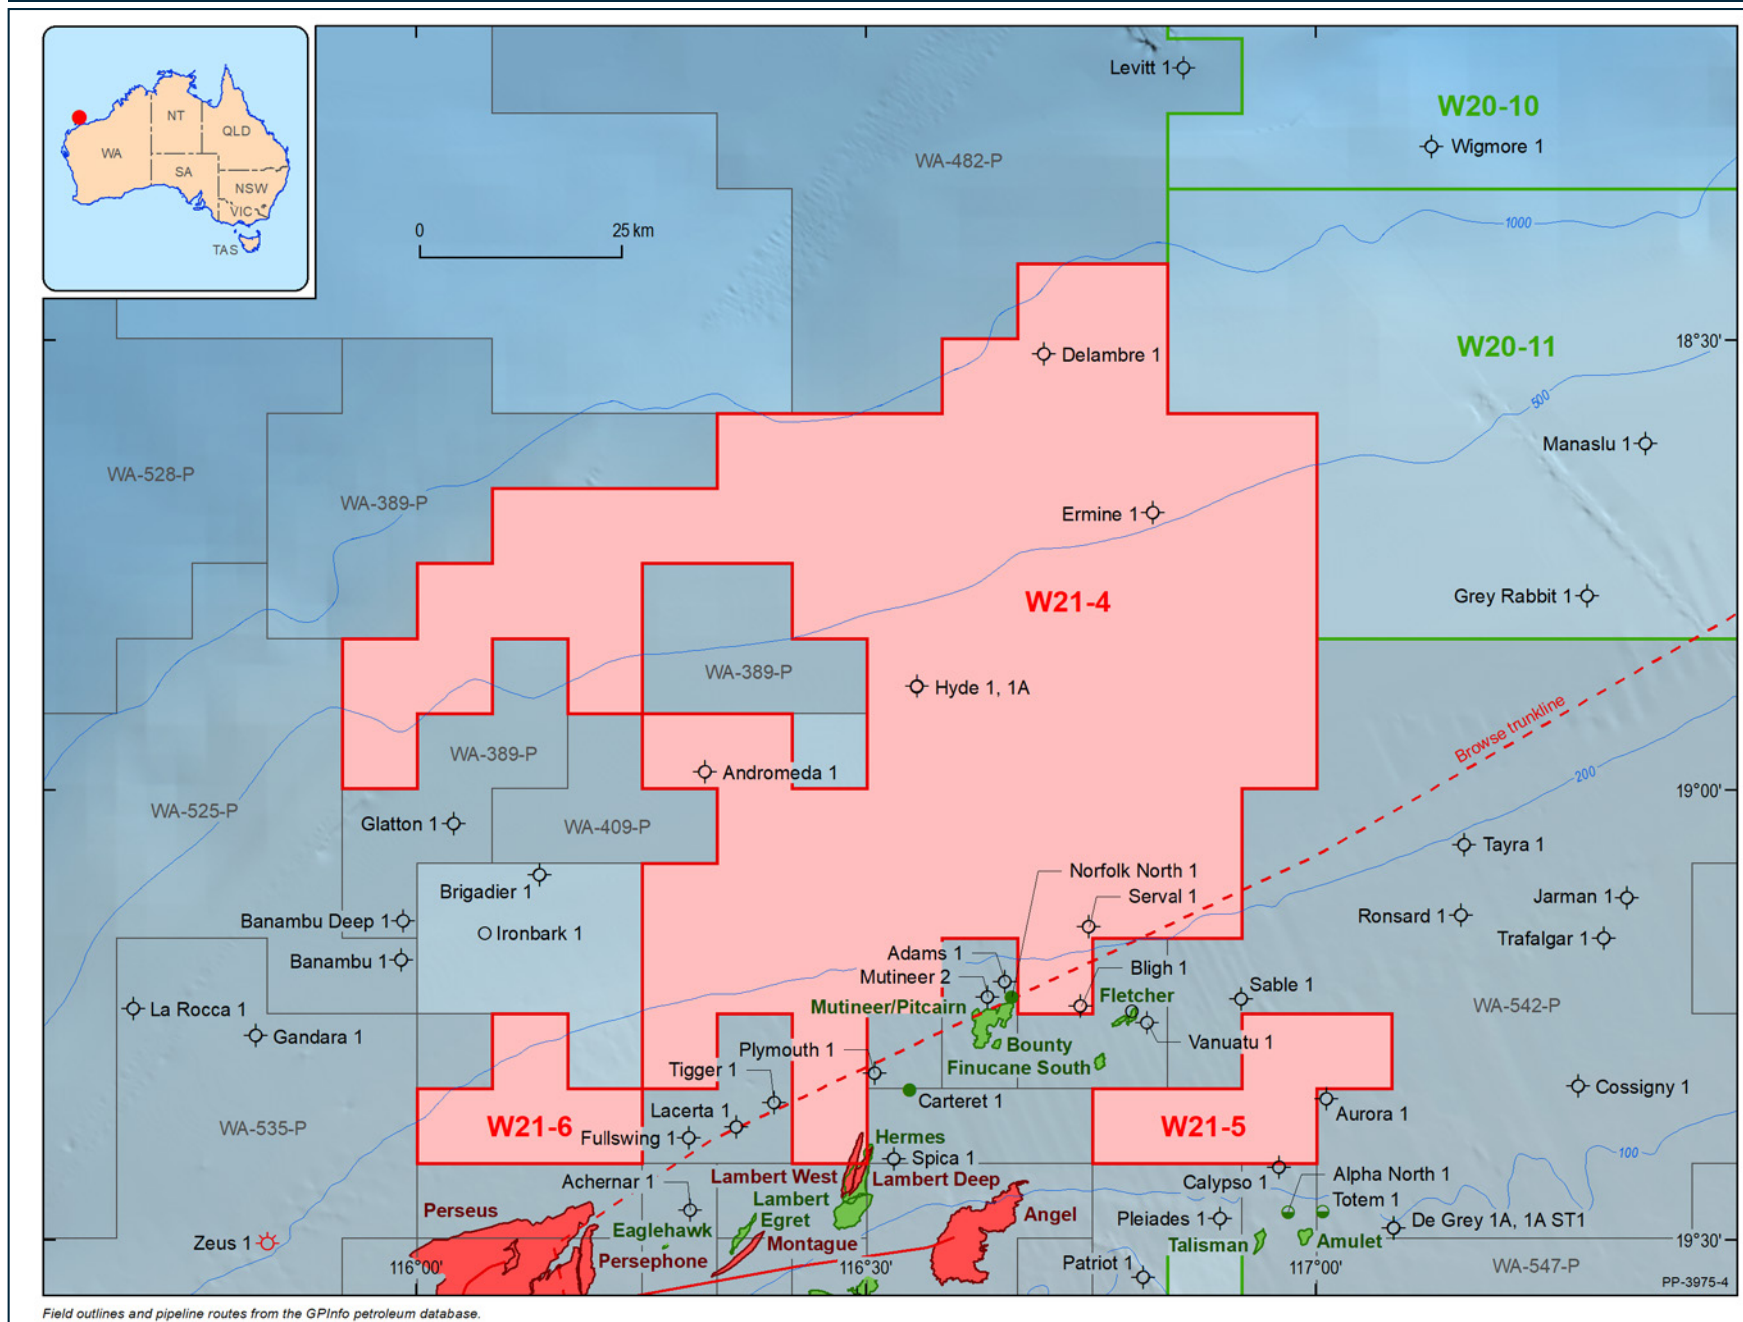 NT
QLD
WA
SA
NSW
VIC
TAS
0 25 km
Levitt 1
W20-10
Wigmore 1
WA-482-P
1000
18°30'
Delambre 1
W20-11
500
Manaslu 1
WA-528-P
WA-389-P
Ermine 1
Grey Rabbit 1
W21-4
WA-389-P
Hyde 1, 1A
Browse trunkline
WA-389-P
Andromeda 1
200
19°00'
WA-525-P
Glatton 1
WA-409-P
Tayra 1
Norfolk North 1
Brigadier 1
Serval 1
Jarman 1
Banambu Deep 1
Ironbark 1
Ronsard 1
Trafalgar 1
Adams 1
Banambu 1
Bligh 1
Mutineer 2
Sable 1
Fletcher
La Rocca 1
Mutineer/Pitcairn
WA-542-P
Gandara 1
Bounty
Vanuatu 1
Plymouth 1
Finucane South
Tigger 1
Cossigny 1
Carteret 1
Lacerta 1
Aurora 1
WA-535-P
W21-6
W21-5
Fullswing 1
Hermes
100
Spica 1
Lambert West
Lambert Deep
Achernar 1
Calypso 1
Alpha North 1
Lambert
Totem 1
Perseus
Egret
Angel
Pleiades 1
De Grey 1A, 1A ST1
Eaglehawk
Zeus 1
Montague
Talisman
Amulet
19°30'
Persephone
Patriot 1
116°00'
116°30'
117°00'
WA-547-P
PP-3975-4
Field outlines and pipeline routes from the GPInfo petroleum database.